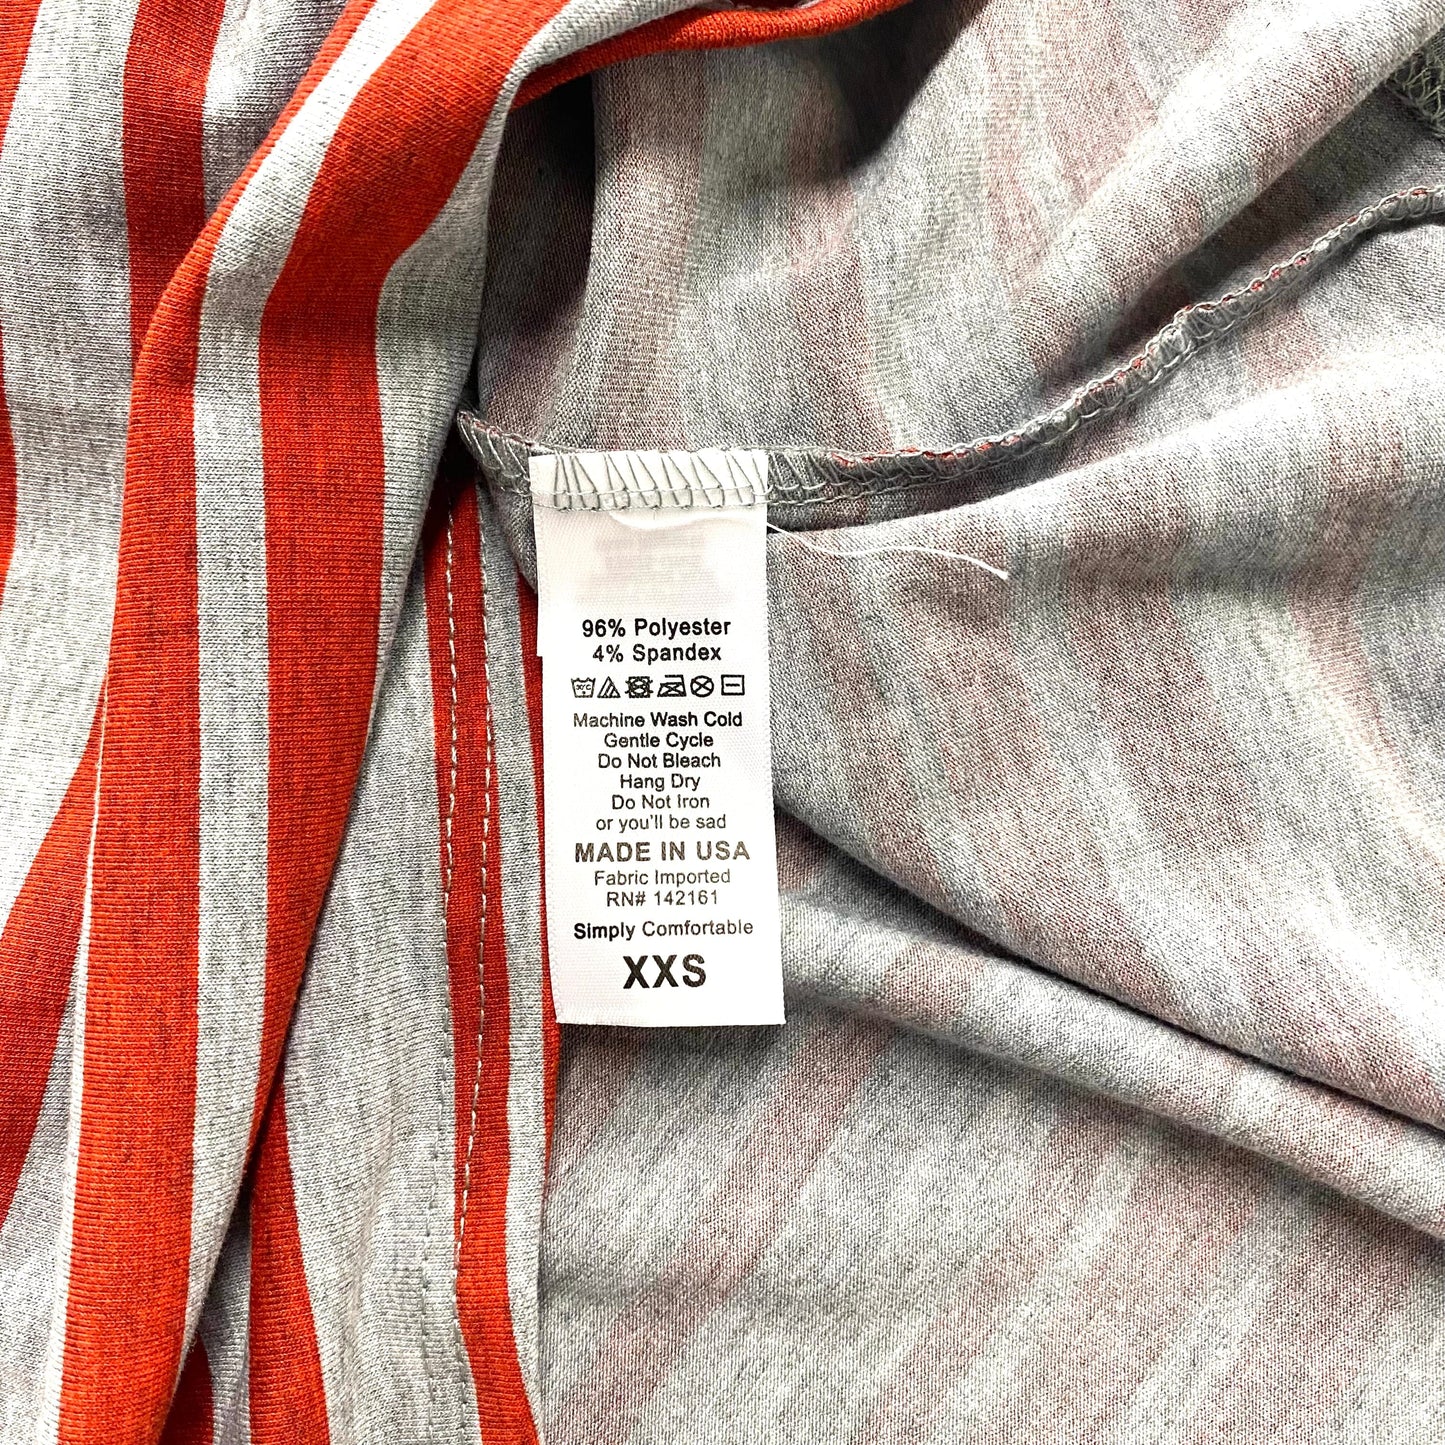 96% Polyester
4% Spandex
Machine Wash Cold
Gentle Cycle
Do Not Bleach
Hang Dry
Do Not Iron
or you'll be sad
MADE IN USA
Fabric Imported
RN# 142161
Simply Comfortable
XXS